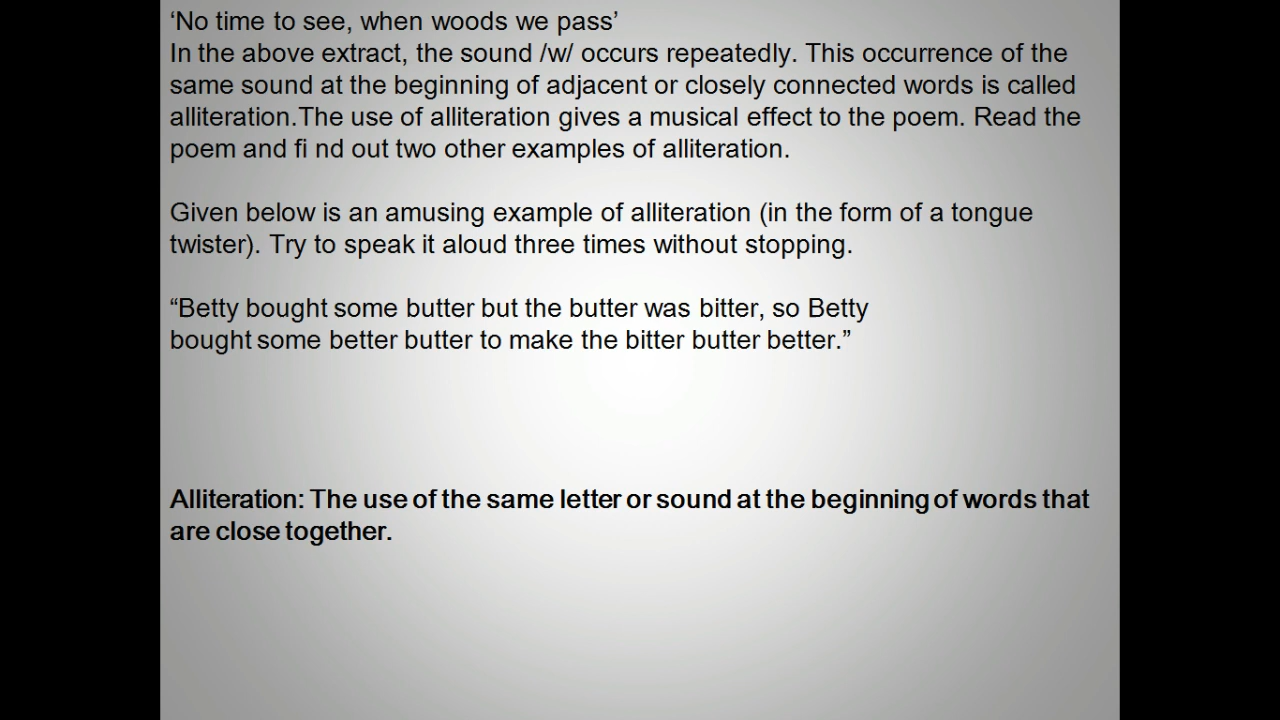 ‘No time to see, when woods we pass’
In the above extract, the sound /w/ occurs repeatedly. This occurrence of the
same sound at the beginning of adjacent or closely connected words is called
alliteration.The use of alliteration gives a musical effect to the poem. Read the
poem and fi nd out two other examples of alliteration.
Given below is an amusing example of alliteration (in the form of a tongue
twister). Try to speak it aloud three times without stopping.
“Betty bought some butter but the butter was bitter, so Betty
bought some better butter to make the bitter butter better.”
Alliteration: The use of the same letter or sound at the beginning of words that
are close together.